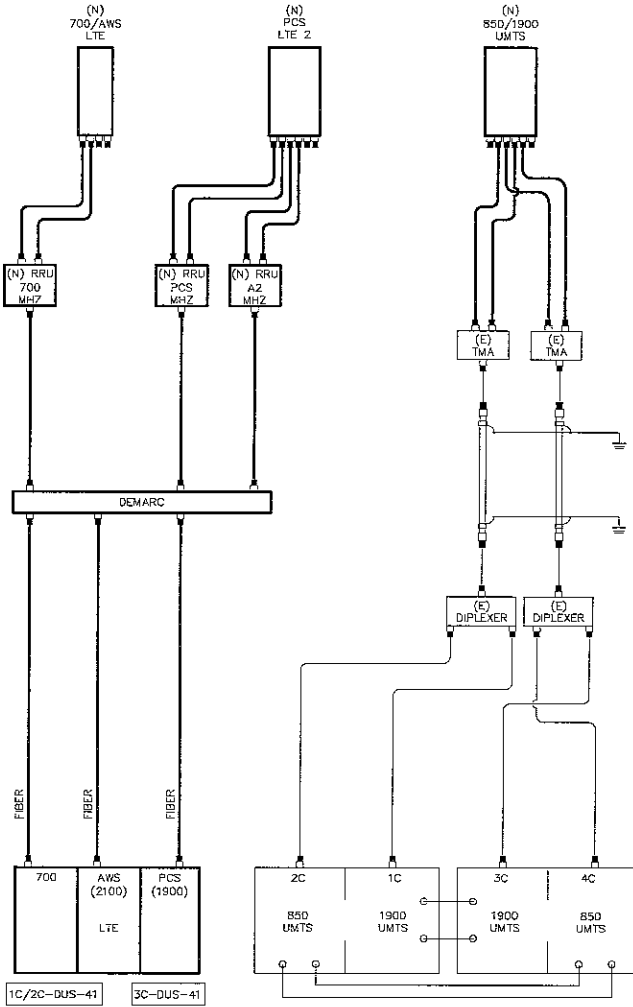 (N)
700/AWS
LTE
(N)
PCS
LTE 2
(N)
850/1900
UMTS
(N) RRU
700
MHZ
(N) RRU
PCS
MHZ
(N) RRU
A2
MHZ
(E)
TMA
(E)
TMA
DEMARC
(E)
DIPLEXER
(E)
DIPLEXER
FIBER
FIBER
FIBER
700
AWS
(2100)
LTE
PCS
(1900)
2C
850
UMTS
1C
1900
UMTS
3C
1900
UMTS
4C
850
UMTS
1C/2C-DUS-41
3C-DUS-41